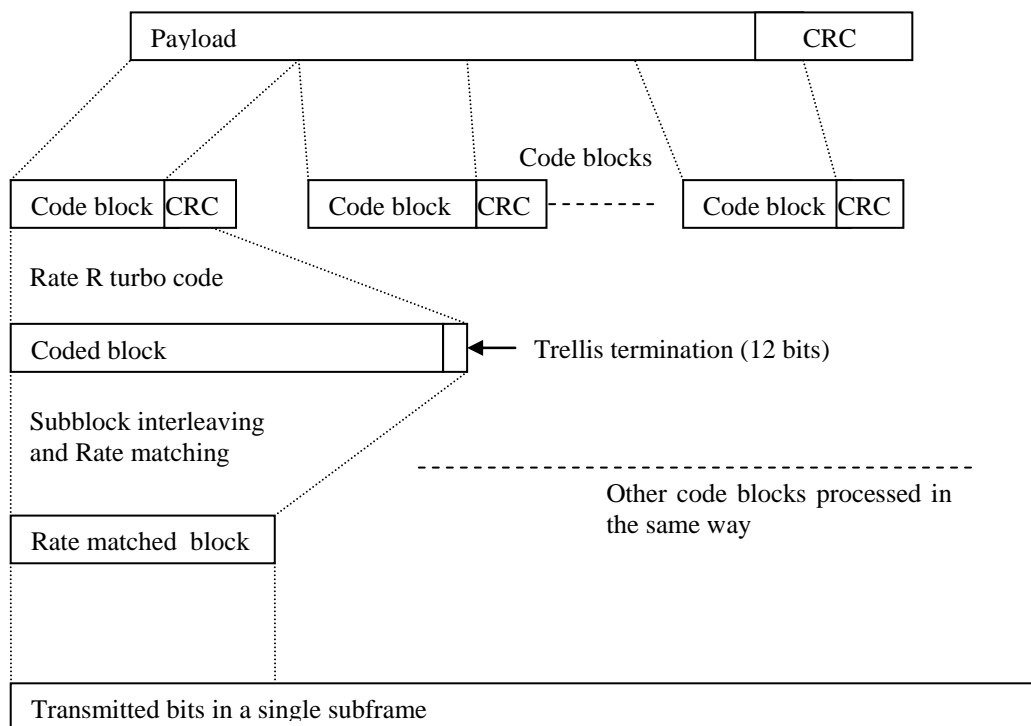 Payload
CRC
Code blocks
Code block
CRC
Code block
CRC
Code block
CRC
Rate R turbo code
Coded block
Trellis termination (12 bits)
Subblock interleaving
and Rate matching
Other code blocks processed in
the same way
Rate matched block
Transmitted bits in a single subframe